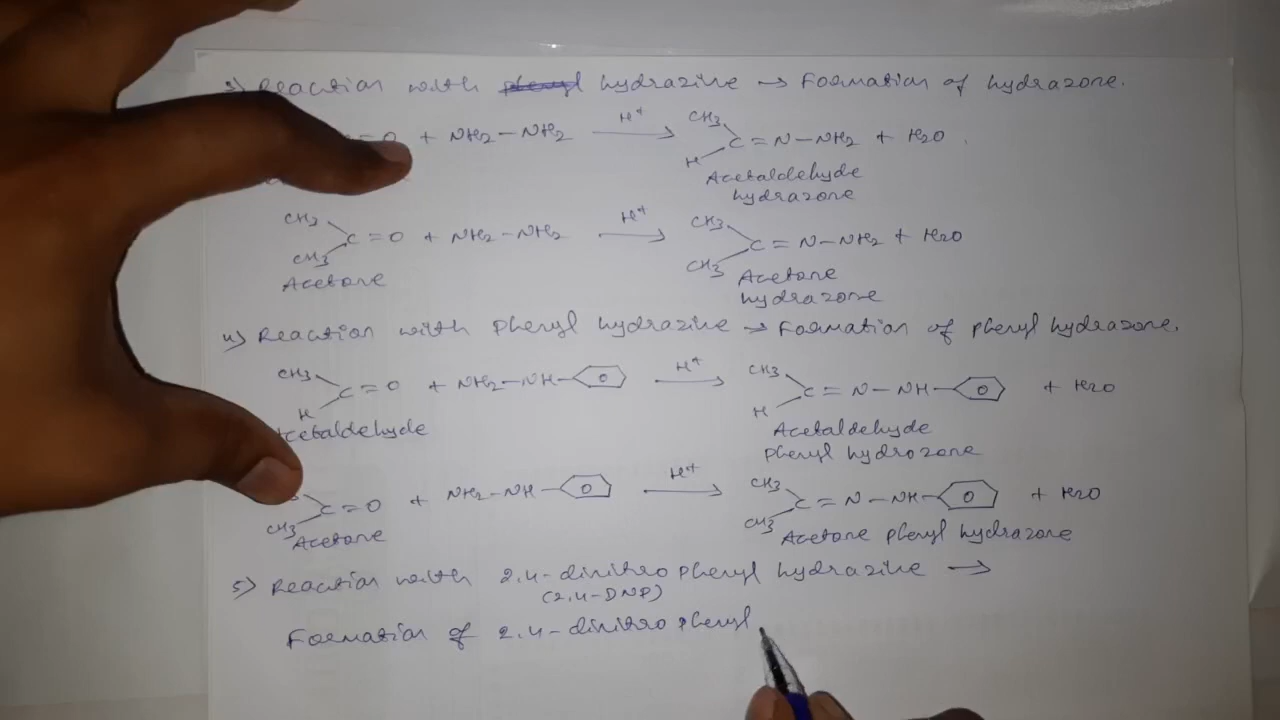 3) Reaction with hydrazine → Formation of hydrazone.
=O + NH2-NH2 H+→ CH3 H C=N-NH2 + H2O.
Acetaldehyde
hydrazone
CH3 CH3 C=O + NH2-NH2 H+→ CH3 CH3 C=N-NH2 + H2O
Acetone Acetone
hydrazone
4) Reaction with Phenyl hydrazine → Formation of phenyl hydrazone.
CH3 H C=O + NH2-NH- H+→ CH3 H C=N-NH- + H2O
Acetaldehyde Acetaldehyde
phenyl hydrozone
CH3 C=O + NH2-NH- H+→ CH3 CH3 C=N-NH- + H2O
Acetone Acetone phenyl hydrazone
5) Reaction with 2,4-dinitro phenyl hydrazine →
(2,4-DNP)
Formation of 2,4-dinitro phenyl